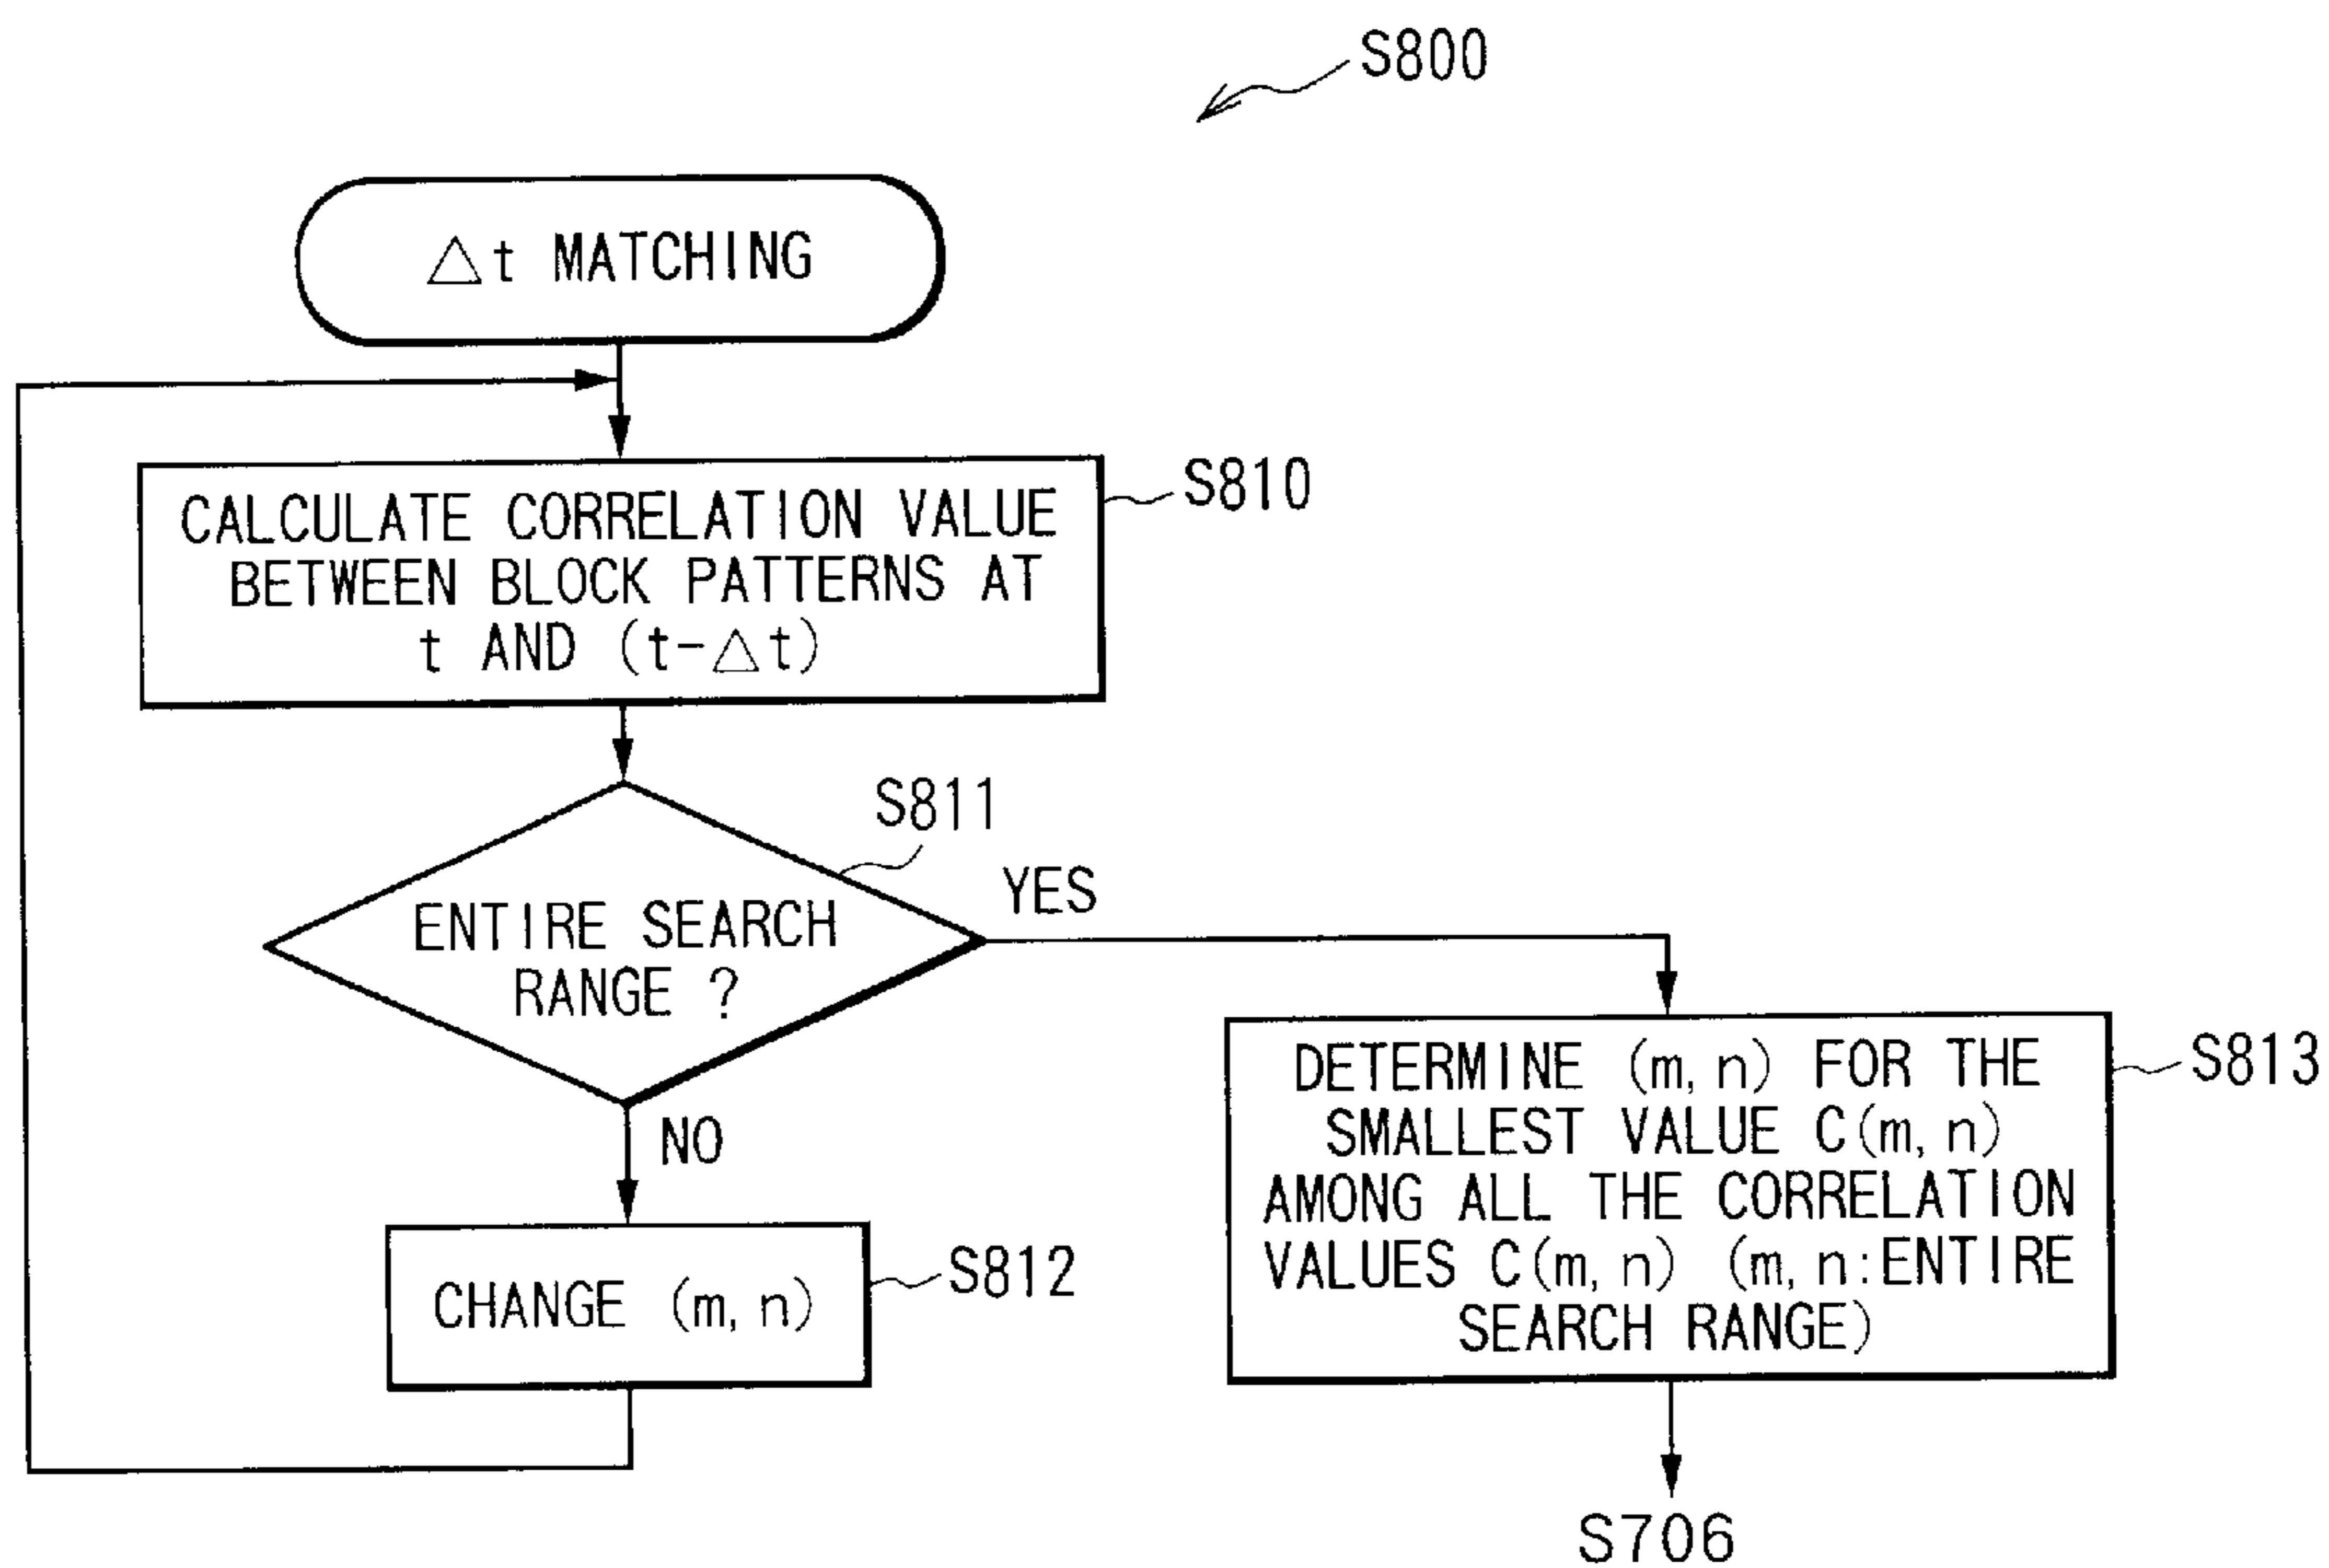 S800
△t MATCHING
CALCULATE CORRELATION VALUE
BETWEEN BLOCK PATTERNS AT
t AND (t-△t)
S810
S811
ENTIRE SEARCH
RANGE ?
YES
NO
CHANGE (m, n)
S812
DETERMINE (m, n) FOR THE
SMALLEST VALUE C(m, n)
AMONG ALL THE CORRELATION
VALUES C(m, n) (m, n:ENTIRE
SEARCH RANGE)
S813
S706